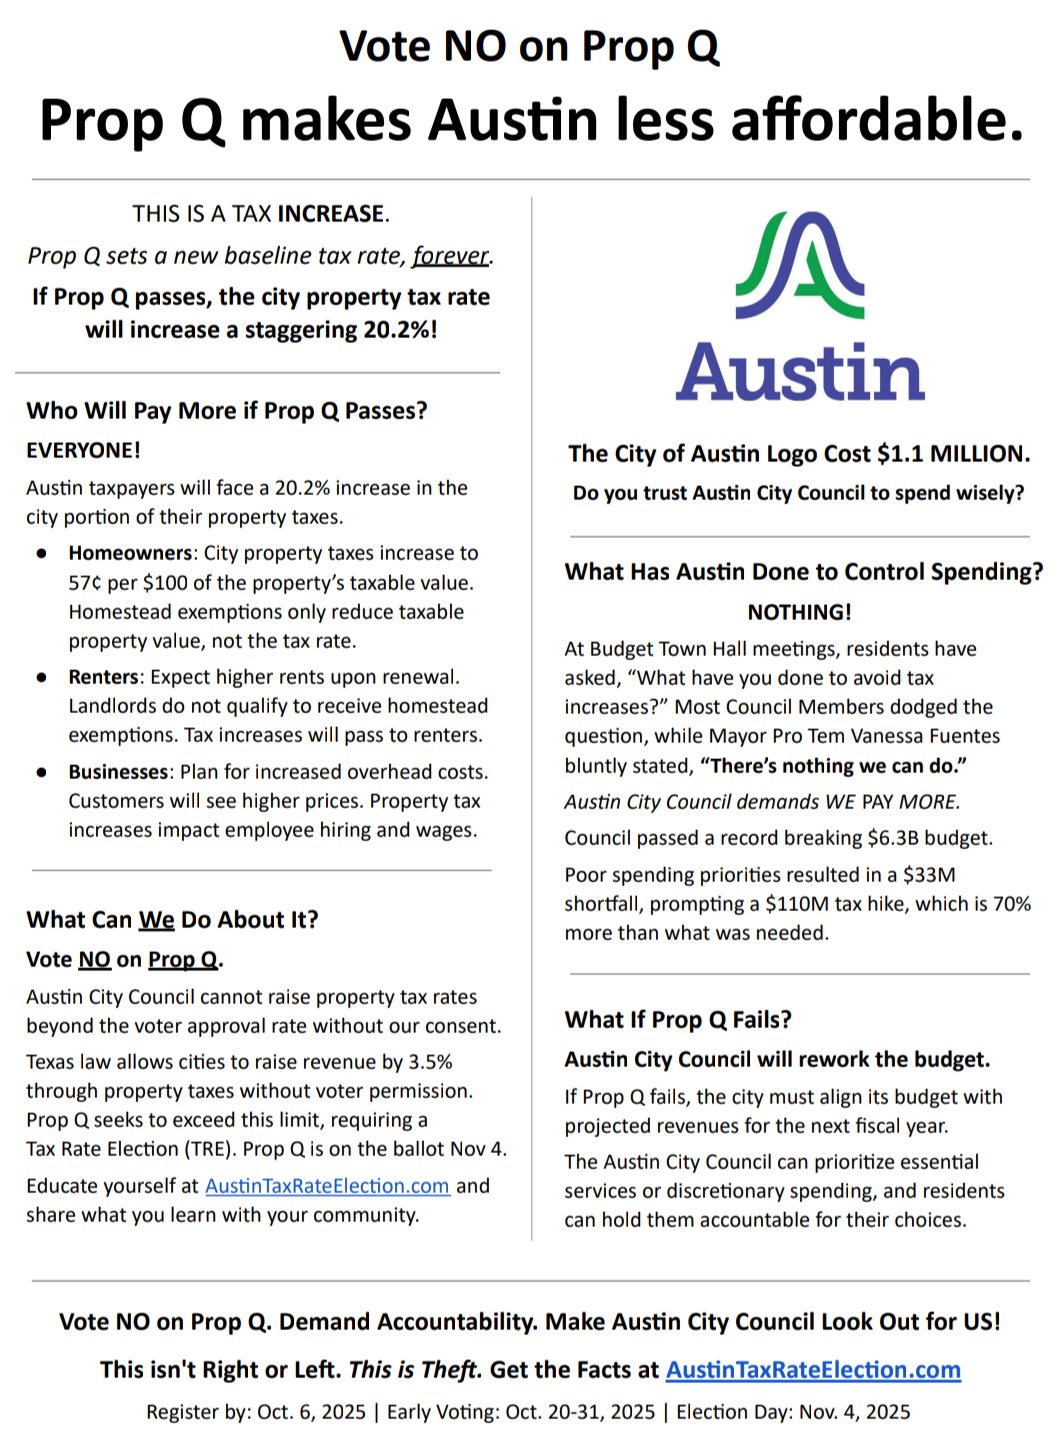 Vote NO on Prop Q
Prop Q makes Austin less affordable.
THIS IS A TAX INCREASE.
Prop Q sets a new baseline tax rate, forever.
If Prop Q passes, the city property tax rate
will increase a staggering 20.2%!
Who Will Pay More if Prop Q Passes?
EVERYONE!
Austin taxpayers will face a 20.2% increase in the
city portion of their property taxes.
● Homeowners: City property taxes increase to
57¢ per $100 of the property’s taxable value.
Homestead exemptions only reduce taxable
property value, not the tax rate.
● Renters: Expect higher rents upon renewal.
Landlords do not qualify to receive homestead
exemptions. Tax increases will pass to renters.
● Businesses: Plan for increased overhead costs.
Customers will see higher prices. Property tax
increases impact employee hiring and wages.
What Can We Do About It?
Vote NO on Prop Q.
Austin City Council cannot raise property tax rates
beyond the voter approval rate without our consent.
Texas law allows cities to raise revenue by 3.5%
through property taxes without voter permission.
Prop Q seeks to exceed this limit, requiring a
Tax Rate Election (TRE). Prop Q is on the ballot Nov 4.
Educate yourself at AustinTaxRateElection.com and
share what you learn with your community.
Austin
The City of Austin Logo Cost $1.1 MILLION.
Do you trust Austin City Council to spend wisely?
What Has Austin Done to Control Spending?
NOTHING!
At Budget Town Hall meetings, residents have
asked, “What have you done to avoid tax
increases?” Most Council Members dodged the
question, while Mayor Pro Tem Vanessa Fuentes
bluntly stated, “There’s nothing we can do.”
Austin City Council demands WE PAY MORE.
Council passed a record breaking $6.3B budget.
Poor spending priorities resulted in a $33M
shortfall, prompting a $110M tax hike, which is 70%
more than what was needed.
What If Prop Q Fails?
Austin City Council will rework the budget.
If Prop Q fails, the city must align its budget with
projected revenues for the next fiscal year.
The Austin City Council can prioritize essential
services or discretionary spending, and residents
can hold them accountable for their choices.
Vote NO on Prop Q. Demand Accountability. Make Austin City Council Look Out for US!
This isn't Right or Left. This is Theft. Get the Facts at AustinTaxRateElection.com
Register by: Oct. 6, 2025 | Early Voting: Oct. 20-31, 2025 | Election Day: Nov. 4, 2025